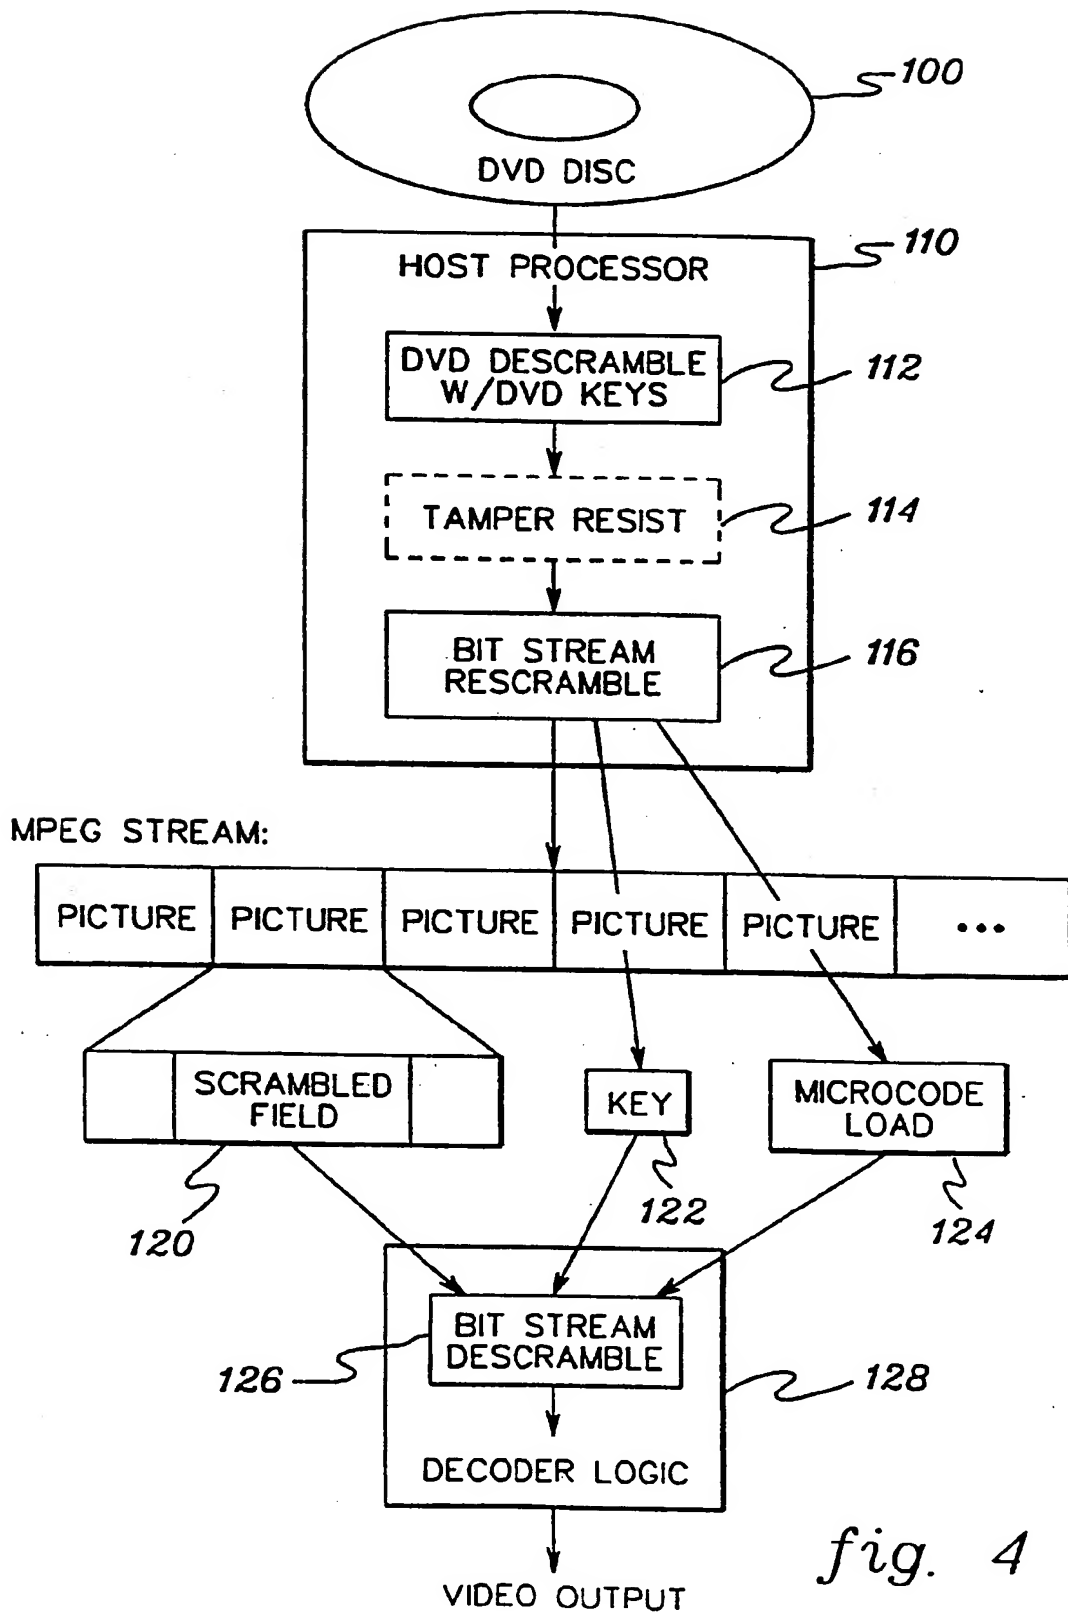 100
DVD DISC
110
HOST PROCESSOR
DVD DESCRAMBLE
W/DVD KEYS
112
TAMPER RESIST
114
BIT STREAM
RESCRAMBLE
116
MPEG STREAM:
PICTURE PICTURE PICTURE PICTURE PICTURE •••
SCRAMBLED
FIELD
KEY
MICROCODE
LOAD
120
122
124
BIT STREAM
DESCRAMBLE
126
128
DECODER LOGIC
fig. 4
VIDEO OUTPUT